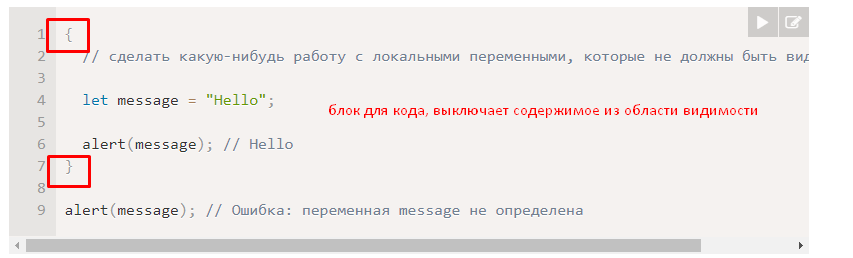 1 {
2 // сделать какую-нибудь работу с локальными переменными, которые не должны быть вид
3
4 let message = "Hello";
блок для кода, выключает содержимое из области видимости
5
6 alert(message); // Hello
7 }
8
9 alert(message); // Ошибка: переменная message не определена